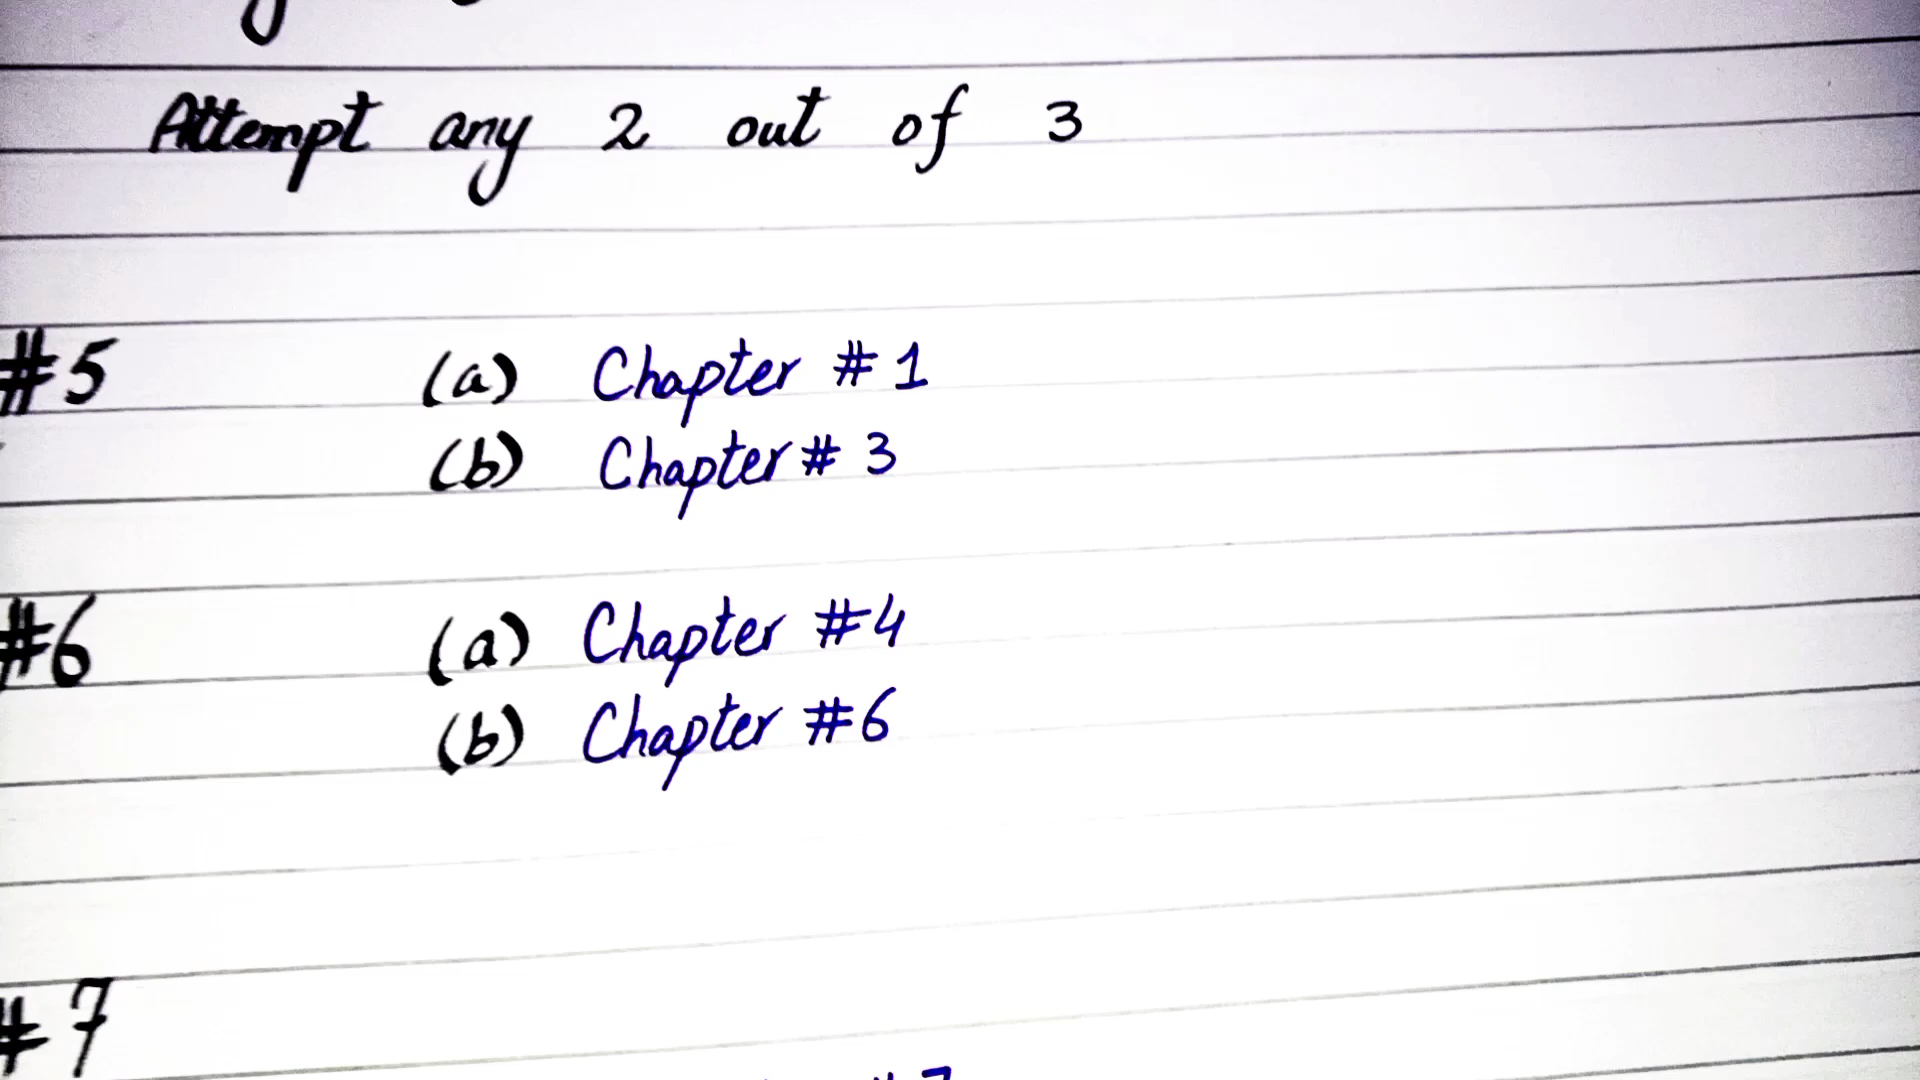 Attempt any 2 out of 3
#5 (a) Chapter # 1
(b) Chapter # 3
#6 (a) Chapter #4
(b) Chapter #6
#7